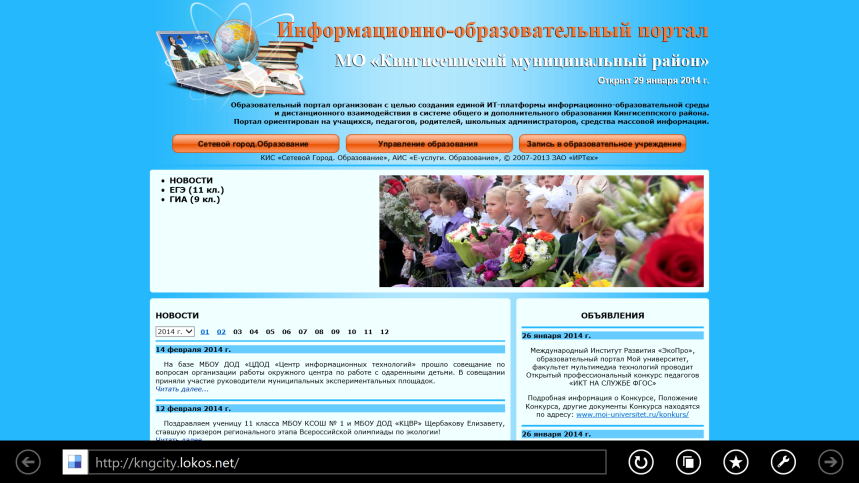 Информационно-образовательный портал
МО «Кингисеппский муниципальный район»
Открыт 29 января 2014 г.
Образовательный портал организован с целью создания единой ИТ-платформы информационно-образовательной среды
и дистанционного взаимодействия в системе общего и дополнительного образования Кингисеппского района.
Портал ориентирован на учащихся, педагогов, родителей, школьных администраторов, средства массовой информации.
Сетевой город.Образование Управление образования Запись в образовательное учреждение
КИС «Сетевой Город. Образование», АИС «Е-услуги. Образование», © 2007-2013 ЗАО «ИРТех»
НОВОСТИ
ЕГЭ (11 кл.)
ГИА (9 кл.)
НОВОСТИ
2014 г. 01 02 03 04 05 06 07 08 09 10 11 12
14 февраля 2014 г.
На базе МБОУ ДОД «ЦДОД «Центр информационных технологий» прошло совещание по
вопросам организации работы окружного центра по работе с одаренными детьми. В совещании
приняли участие руководители муниципальных экспериментальных площадок.
Читать далее...
12 февраля 2014 г.
Поздравляем ученицу 11 класса МБОУ КСОШ № 1 и МБОУ ДОД «КЦВР» Щербакову Елизавету,
ставшую призером регионального этапа Всероссийской олимпиады по экологии!
Читать далее
ОБЪЯВЛЕНИЯ
26 января 2014 г.
Международный Институт Развития «ЭкоПро»,
образовательный портал Мой университет,
факультет мультимедиа технологий проводит
Открытый профессиональный конкурс педагогов
«ИКТ НА СЛУЖБЕ ФГОС»
Подробная информация о Конкурсе, Положение
Конкурса, другие документы Конкурса находятся
по адресу: www.moi-universitet.ru/konkurs/
26 января 2014 г.
http://kngcity.lokos.net/